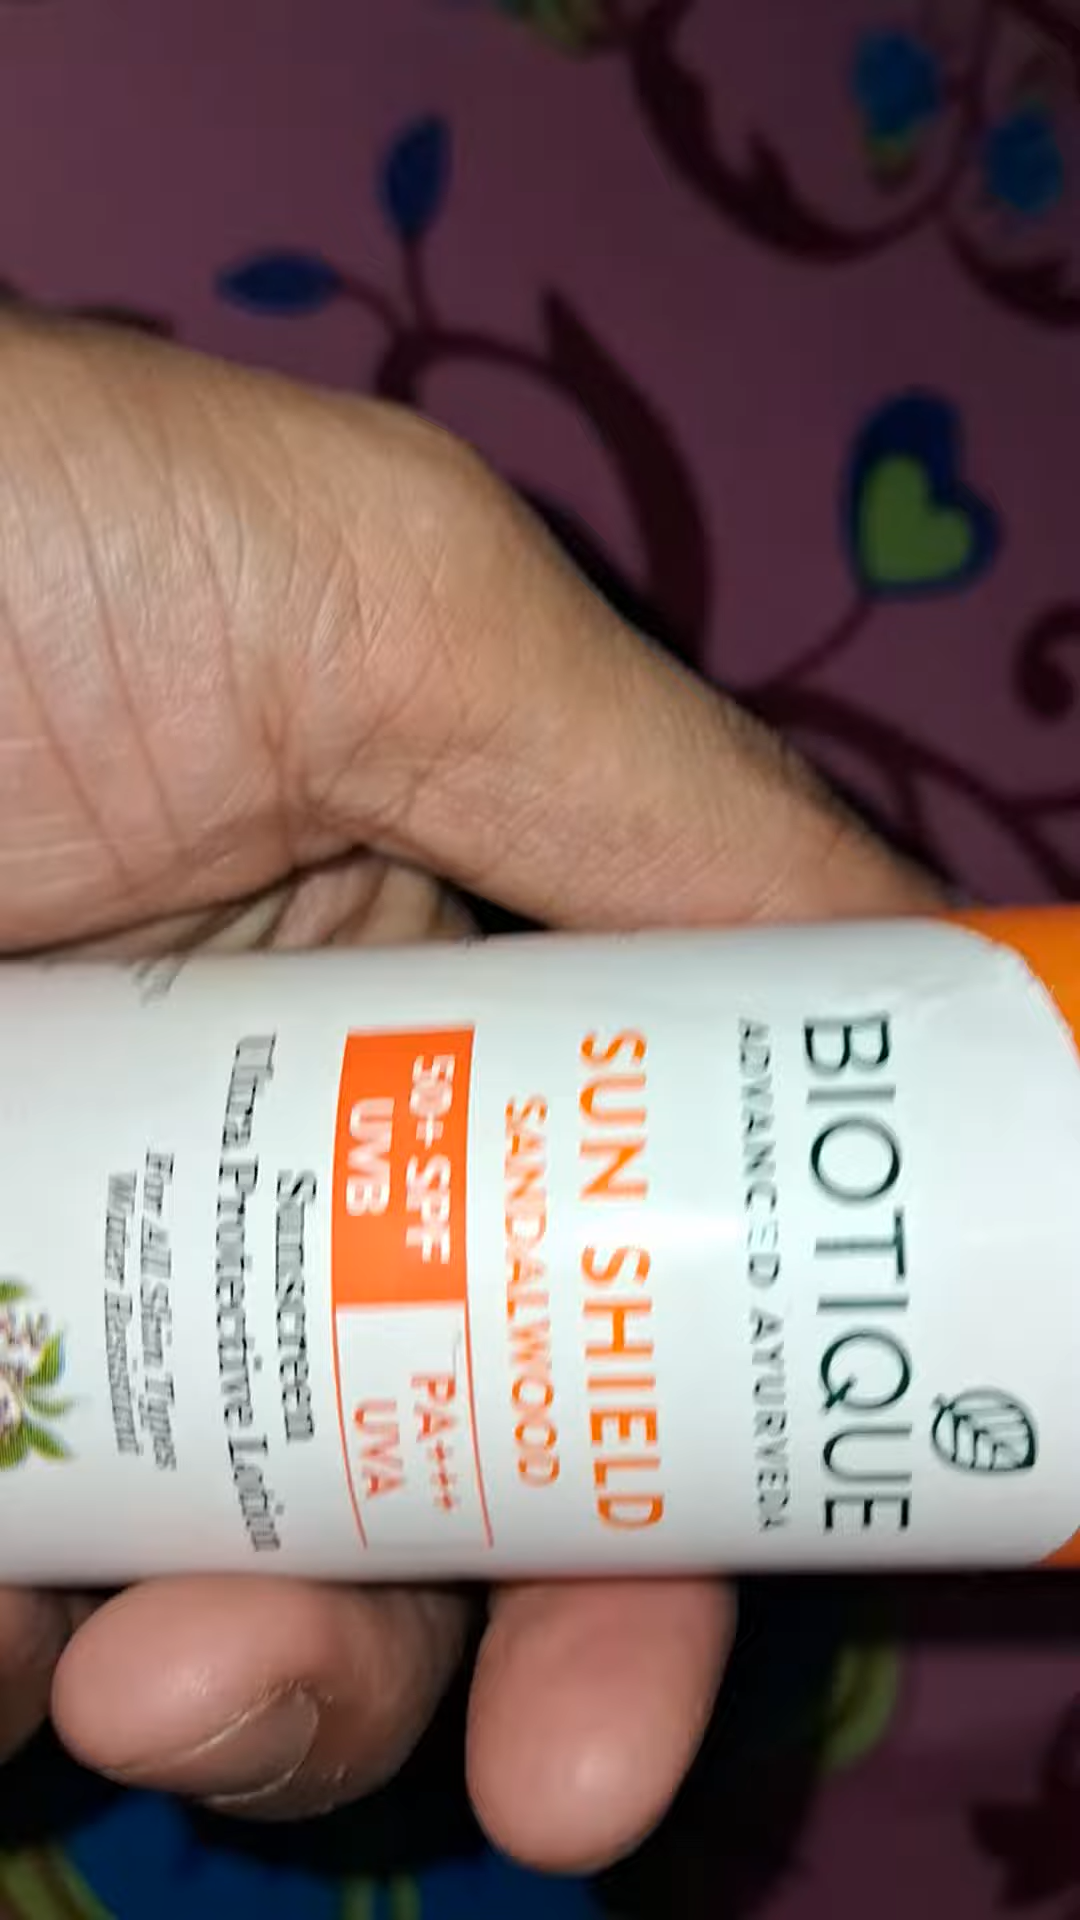 BIOTIQUE
ADVANCED AYURVEDA
SUN SHIELD
SANDALWOOD
50+ SPF
UVB
PA+++
UVA
Sunscreen
Ultra Protective Lotion
For All Skin Types
Water Resistant